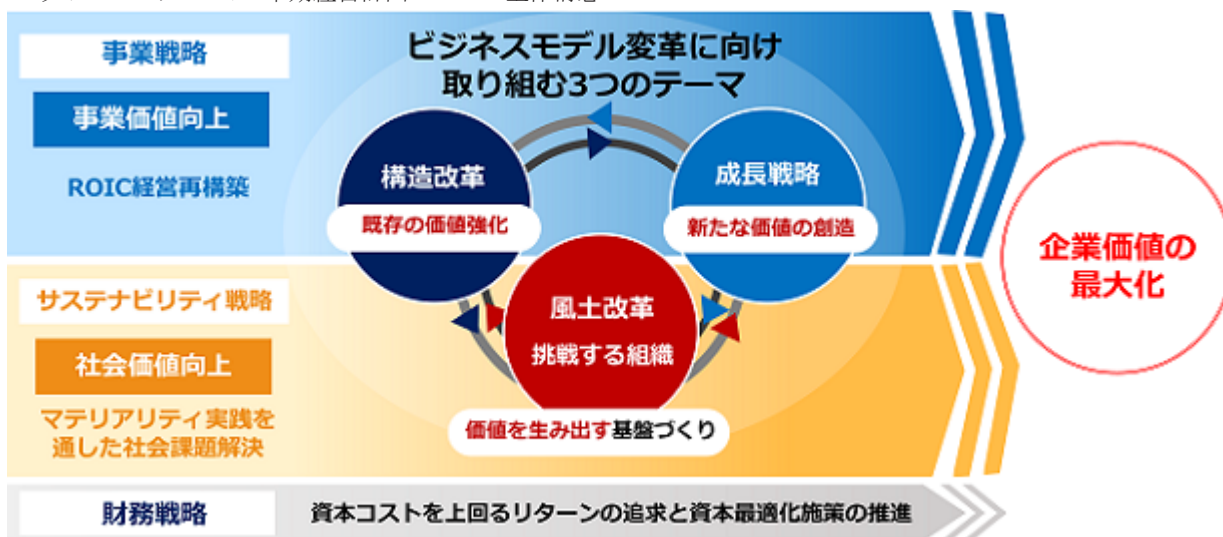 事業戦略
事業価値向上
ROIC経営再構築
ビジネスモデル変革に向け
取り組む3つのテーマ
構造改革
既存の価値強化
成長戦略
新たな価値の創造
風土改革
挑戦する組織
価値を生み出す基盤づくり
サステナビリティ戦略
社会価値向上
マテリアリティ実践を
通した社会課題解決
財務戦略
資本コストを上回るリターンの追求と資本最適化施策の推進
企業価値の
最大化